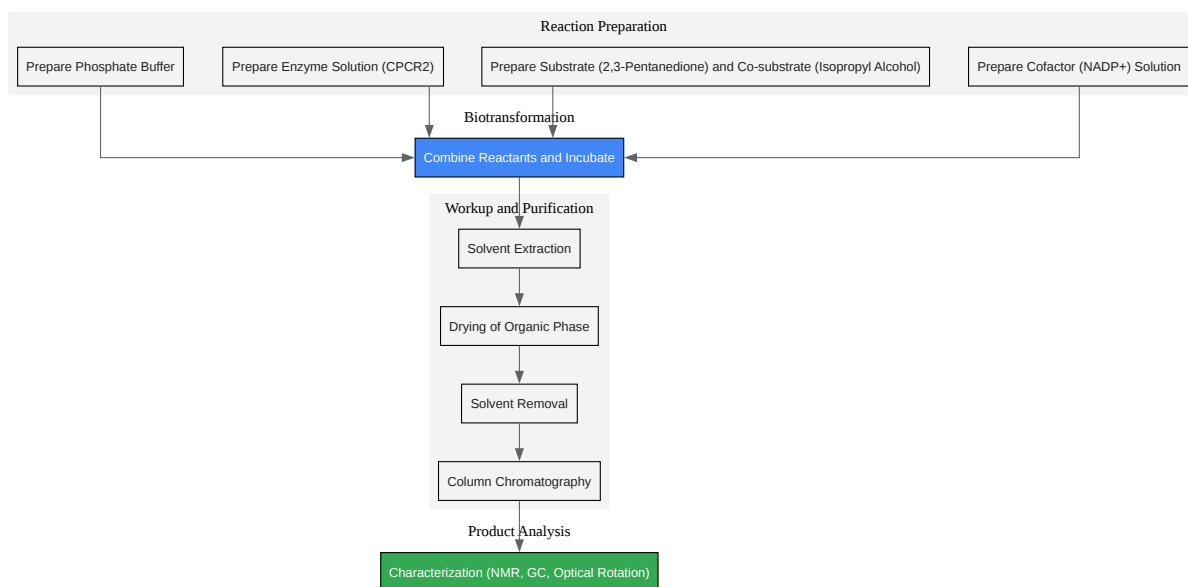 Reaction Preparation
Prepare Phosphate Buffer
Prepare Enzyme Solution (CPCR2)
Prepare Substrate (2,3-Pentanedione) and Co-substrate (Isopropyl Alcohol)
Prepare Cofactor (NADP+) Solution
Biotransformation
Combine Reactants and Incubate
Workup and Purification
Solvent Extraction
Drying of Organic Phase
Solvent Removal
Column Chromatography
Product Analysis
Characterization (NMR, GC, Optical Rotation)